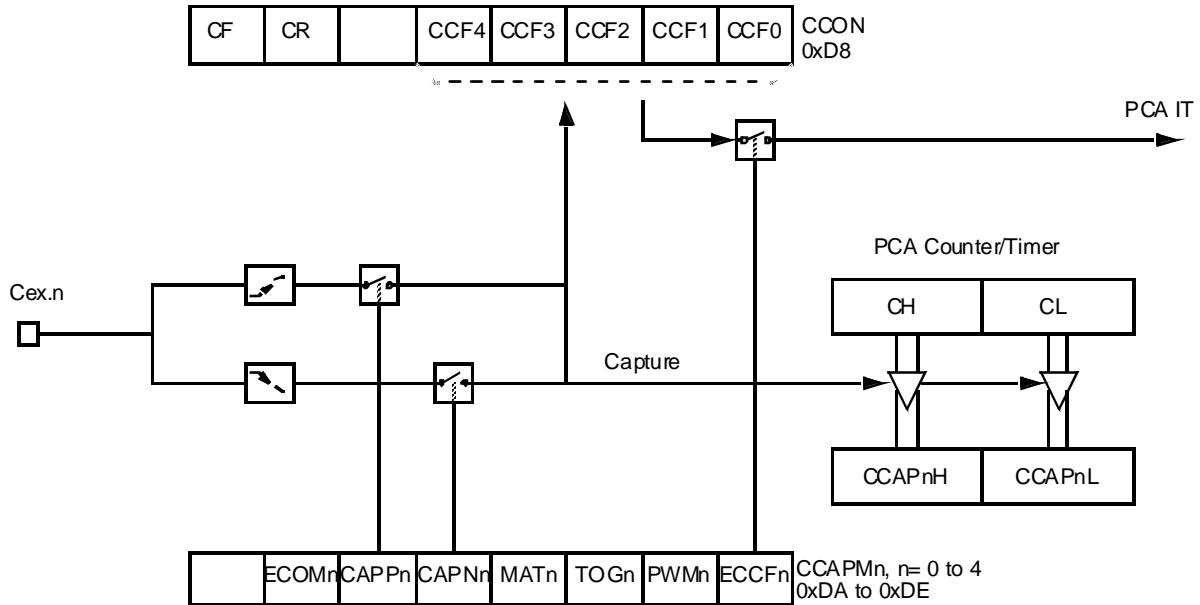 CF CR CCF4 CCF3 CCF2 CCF1 CCF0 CCON
0xD8
PCA IT
PCA Counter/Timer
Cex.n
CH CL
Capture
CCAPnH CCAPnL
ECOMn CAPPn CAPNn MATn TOGn PWMn ECCFn CCAPMn, n= 0 to 4
0xDA to 0xDE